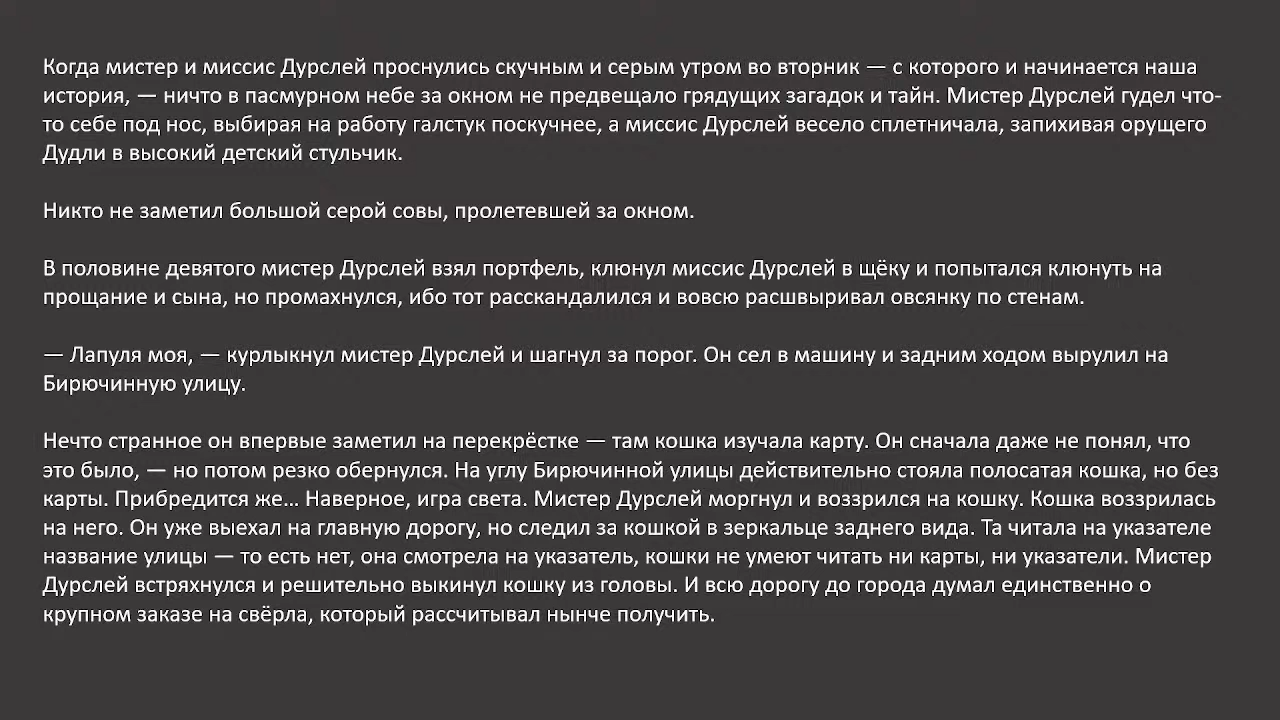 Когда мистер и миссис Дурслей проснулись скучным и серым утром во вторник — с которого и начинается наша
история, — ничто в пасмурном небе за окном не предвещало грядущих загадок и тайн. Мистер Дурслей гудел что-
то себе под нос, выбирая на работу галстук поскучнее, а миссис Дурслей весело сплетничала, запихивая орущего
Дудли в высокий детский стульчик.
Никто не заметил большой серой совы, пролетевшей за окном.
В половине девятого мистер Дурслей взял портфель, клюнул миссис Дурслей в щёку и попытался клюнуть на
прощание и сына, но промахнулся, ибо тот расскандалился и вовсю расшвыривал овсянку по стенам.
— Лапуля моя, — курлыкнул мистер Дурслей и шагнул за порог. Он сел в машину и задним ходом вырулил на
Бирючинную улицу.
Нечто странное он впервые заметил на перекрёстке — там кошка изучала карту. Он сначала даже не понял, что
это было, — но потом резко обернулся. На углу Бирючинной улицы действительно стояла полосатая кошка, но без
карты. Прибредится же... Наверное, игра света. Мистер Дурслей моргнул и воззрился на кошку. Кошка воззрилась
на него. Он уже выехал на главную дорогу, но следил за кошкой в зеркальце заднего вида. Та читала на указателе
название улицы — то есть нет, она смотрела на указатель, кошки не умеют читать ни карты, ни указатели. Мистер
Дурслей встряхнулся и решительно выкинул кошку из головы. И всю дорогу до города думал единственно о
крупном заказе на свёрла, который рассчитывал нынче получить.